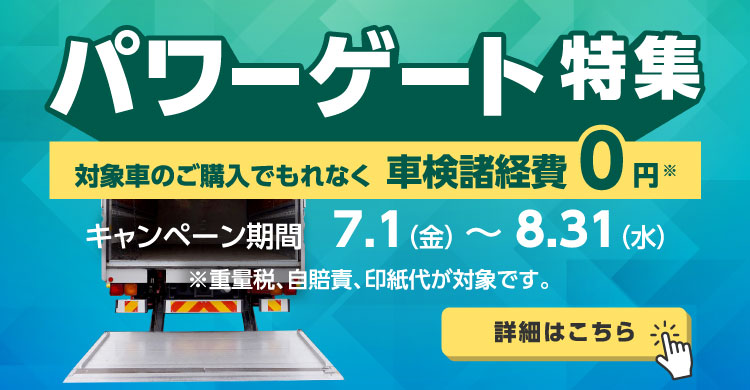 パワーゲート特集
対象車のご購入でもれなく 車検諸経費 0 円※
キャンペーン期間 7.1(金) ～ 8.31(水)
※重量税、自賠責、印紙代が対象です。
詳細はこちら